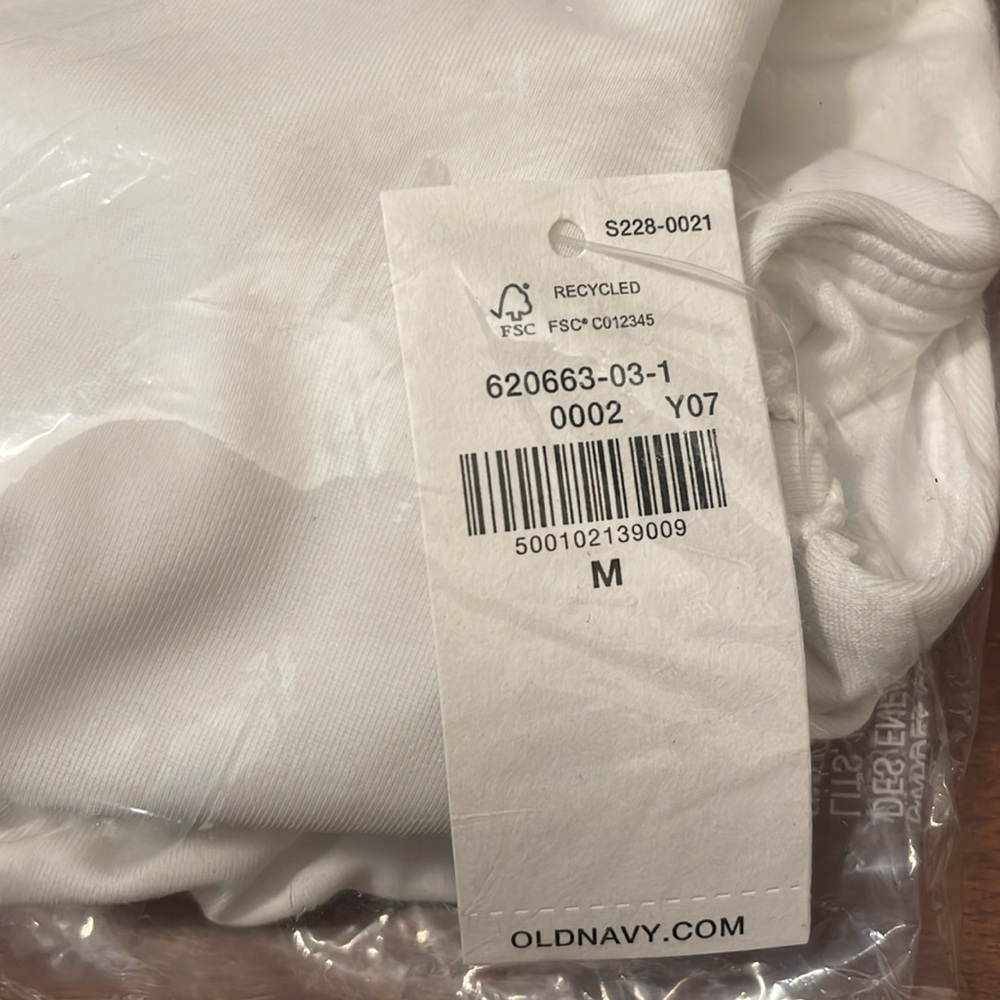 S228-0021
RECYCLED
FSC
FSC® C012345
620663-03-1
0002 Y07
500102139009
M
OLDNAVY.COM